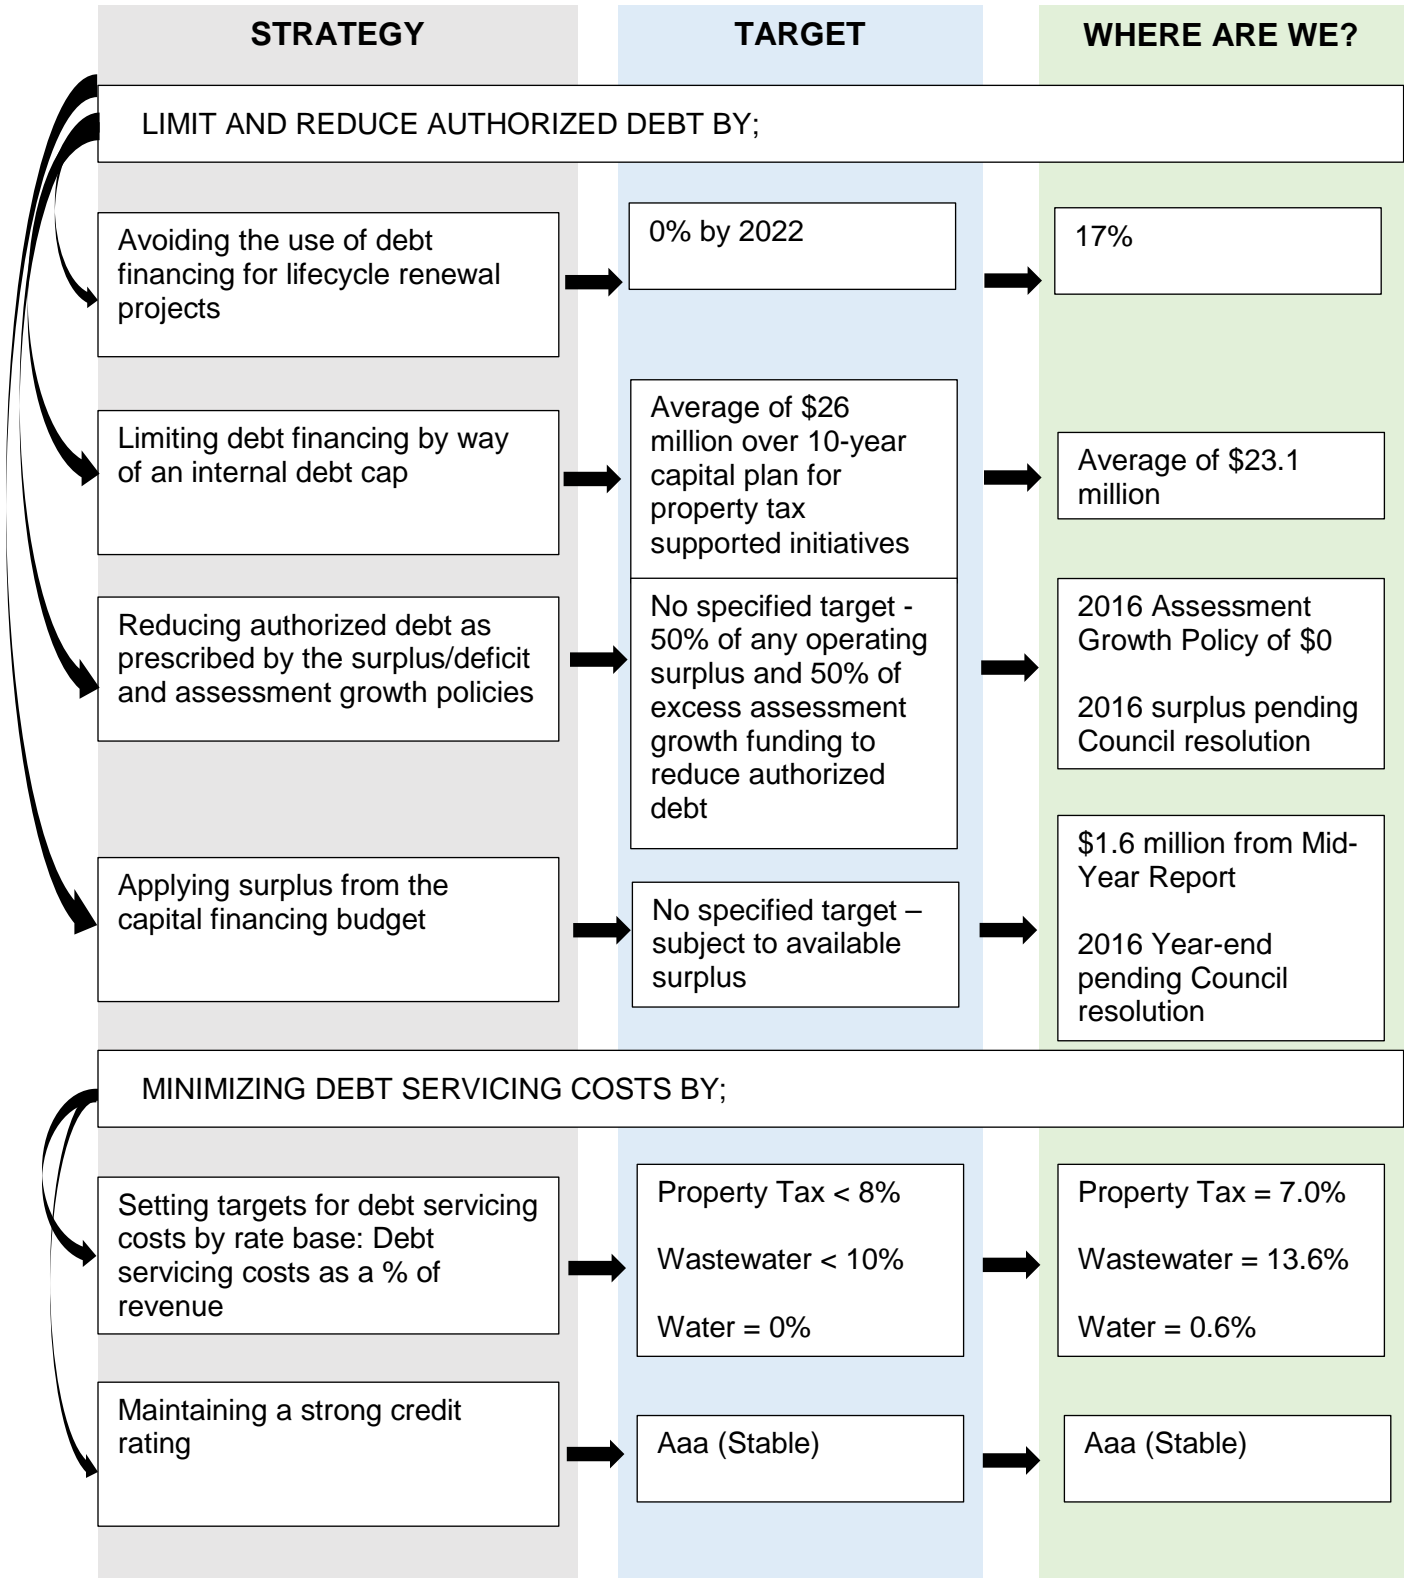 STRATEGY
TARGET
WHERE ARE WE?
LIMIT AND REDUCE AUTHORIZED DEBT BY;
Avoiding the use of debt
financing for lifecycle renewal
projects
0% by 2022
17%
Limiting debt financing by way
of an internal debt cap
Average of $26
million over 10-year
capital plan for
property tax
supported initiatives
Average of $23.1
million
Reducing authorized debt as
prescribed by the surplus/deficit
and assessment growth policies
No specified target -
50% of any operating
surplus and 50% of
excess assessment
growth funding to
reduce authorized
debt
2016 Assessment
Growth Policy of $0
2016 surplus pending
Council resolution
Applying surplus from the
capital financing budget
No specified target –
subject to available
surplus
$1.6 million from Mid-
Year Report
2016 Year-end
pending Council
resolution
MINIMIZING DEBT SERVICING COSTS BY;
Setting targets for debt servicing
costs by rate base: Debt
servicing costs as a % of
revenue
Property Tax < 8%
Wastewater < 10%
Water = 0%
Property Tax = 7.0%
Wastewater = 13.6%
Water = 0.6%
Maintaining a strong credit
rating
Aaa (Stable)
Aaa (Stable)